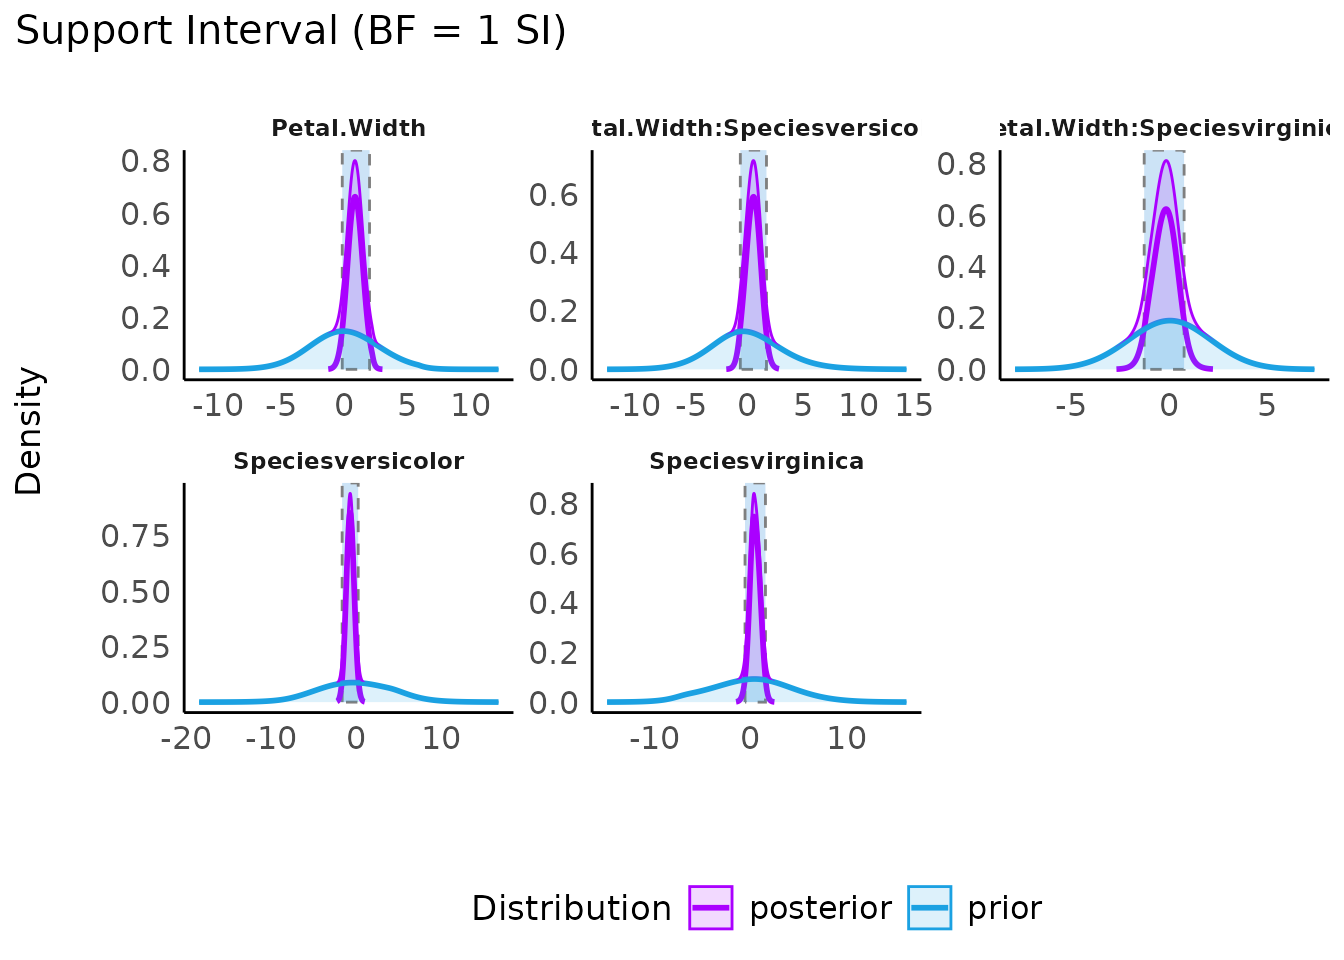 Support Interval (BF = 1 SI)
Petal.Width
tal.Width:Speciesversico
etal.Width:Speciesvirginic
0.8
0.6
0.4
0.2
0.0
-10 -5 0 5 10
0.6
0.4
0.2
0.0
-10 -5 0 5 10 15
0.8
0.6
0.4
0.2
0.0
-5 0 5
Density
Speciesversicolor
Speciesvirginica
0.75
0.50
0.25
0.00
-20 -10 0 10
0.8
0.6
0.4
0.2
0.0
-10 0 10
Distribution posterior prior